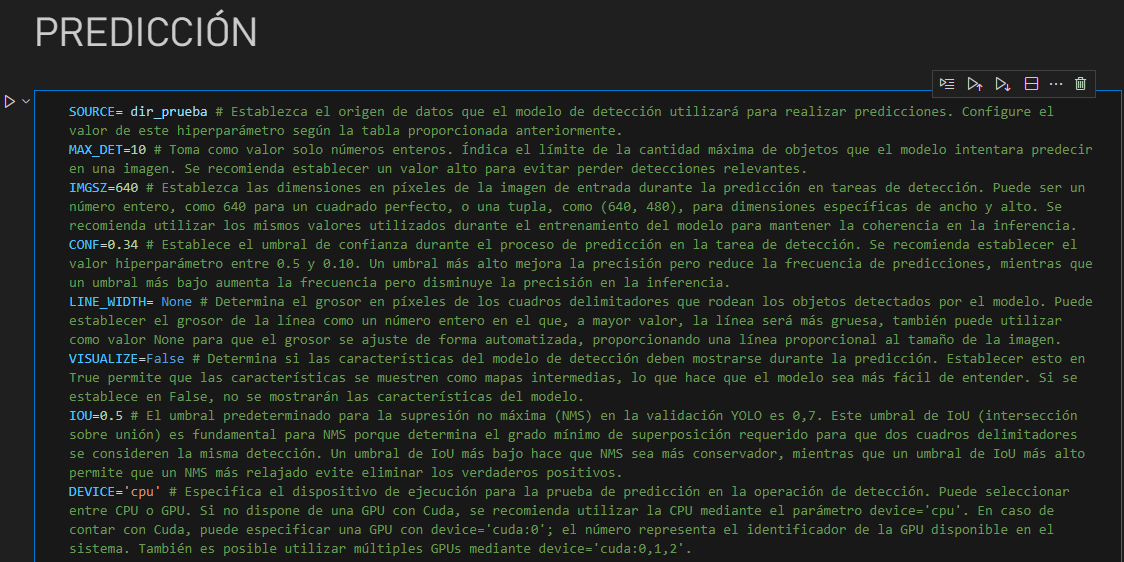 PREDICCIÓN
SOURCE= dir_prueba # Establezca el origen de datos que el modelo de detección utilizará para realizar predicciones. Configure el
valor de este hiperparámetro según la tabla proporcionada anteriormente.
MAX_DET=10 # Toma como valor solo números enteros. Índica el límite de la cantidad máxima de objetos que el modelo intentara predecir
en una imagen. Se recomienda establecer un valor alto para evitar perder detecciones relevantes.
IMGSZ=640 # Establezca las dimensiones en píxeles de la imagen de entrada durante la predicción en tareas de detección. Puede ser un
número entero, como 640 para un cuadrado perfecto, o una tupla, como (640, 480), para dimensiones específicas de ancho y alto. Se
recomienda utilizar los mismos valores utilizados durante el entrenamiento del modelo para mantener la coherencia en la inferencia.
CONF=0.34 # Establece el umbral de confianza durante el proceso de predicción en la tarea de detección. Se recomienda establecer el
valor hiperparámetro entre 0.5 y 0.10. Un umbral más alto mejora la precisión pero reduce la frecuencia de predicciones, mientras que
un umbral más bajo aumenta la frecuencia pero disminuye la precisión en la inferencia.
LINE_WIDTH= None # Determina el grosor en píxeles de los cuadros delimitadores que rodean los objetos detectados por el modelo. Puede
establecer el grosor de la línea como un número entero en el que, a mayor valor, la línea será más gruesa, también puede utilizar
como valor None para que el grosor se ajuste de forma automatizada, proporcionando una línea proporcional al tamaño de la imagen.
VISUALIZE=False # Determina si las características del modelo de detección deben mostrarse durante la predicción. Establecer esto en
True permite que las características se muestren como mapas intermedias, lo que hace que el modelo sea más fácil de entender. Si se
establece en False, no se mostrarán las características del modelo.
IOU=0.5 # El umbral predeterminado para la supresión no máxima (NMS) en la validación YOLO es 0,7. Este umbral de IoU (intersección
sobre unión) es fundamental para NMS porque determina el grado mínimo de superposición requerido para que dos cuadros delimitadores
se consideren la misma detección. Un umbral de IoU más bajo hace que NMS sea más conservador, mientras que un umbral de IoU más alto
permite que un NMS más relajado evite eliminar los verdaderos positivos.
DEVICE='cpu' # Especifica el dispositivo de ejecución para la prueba de predicción en la operación de detección. Puede seleccionar
entre CPU o GPU. Si no dispone de una GPU con Cuda, se recomienda utilizar la CPU mediante el parámetro device='cpu'. En caso de
contar con Cuda, puede especificar una GPU con device='cuda:0'; el número representa el identificador de la GPU disponible en el
sistema. También es posible utilizar múltiples GPUs mediante device='cuda:0,1,2'.